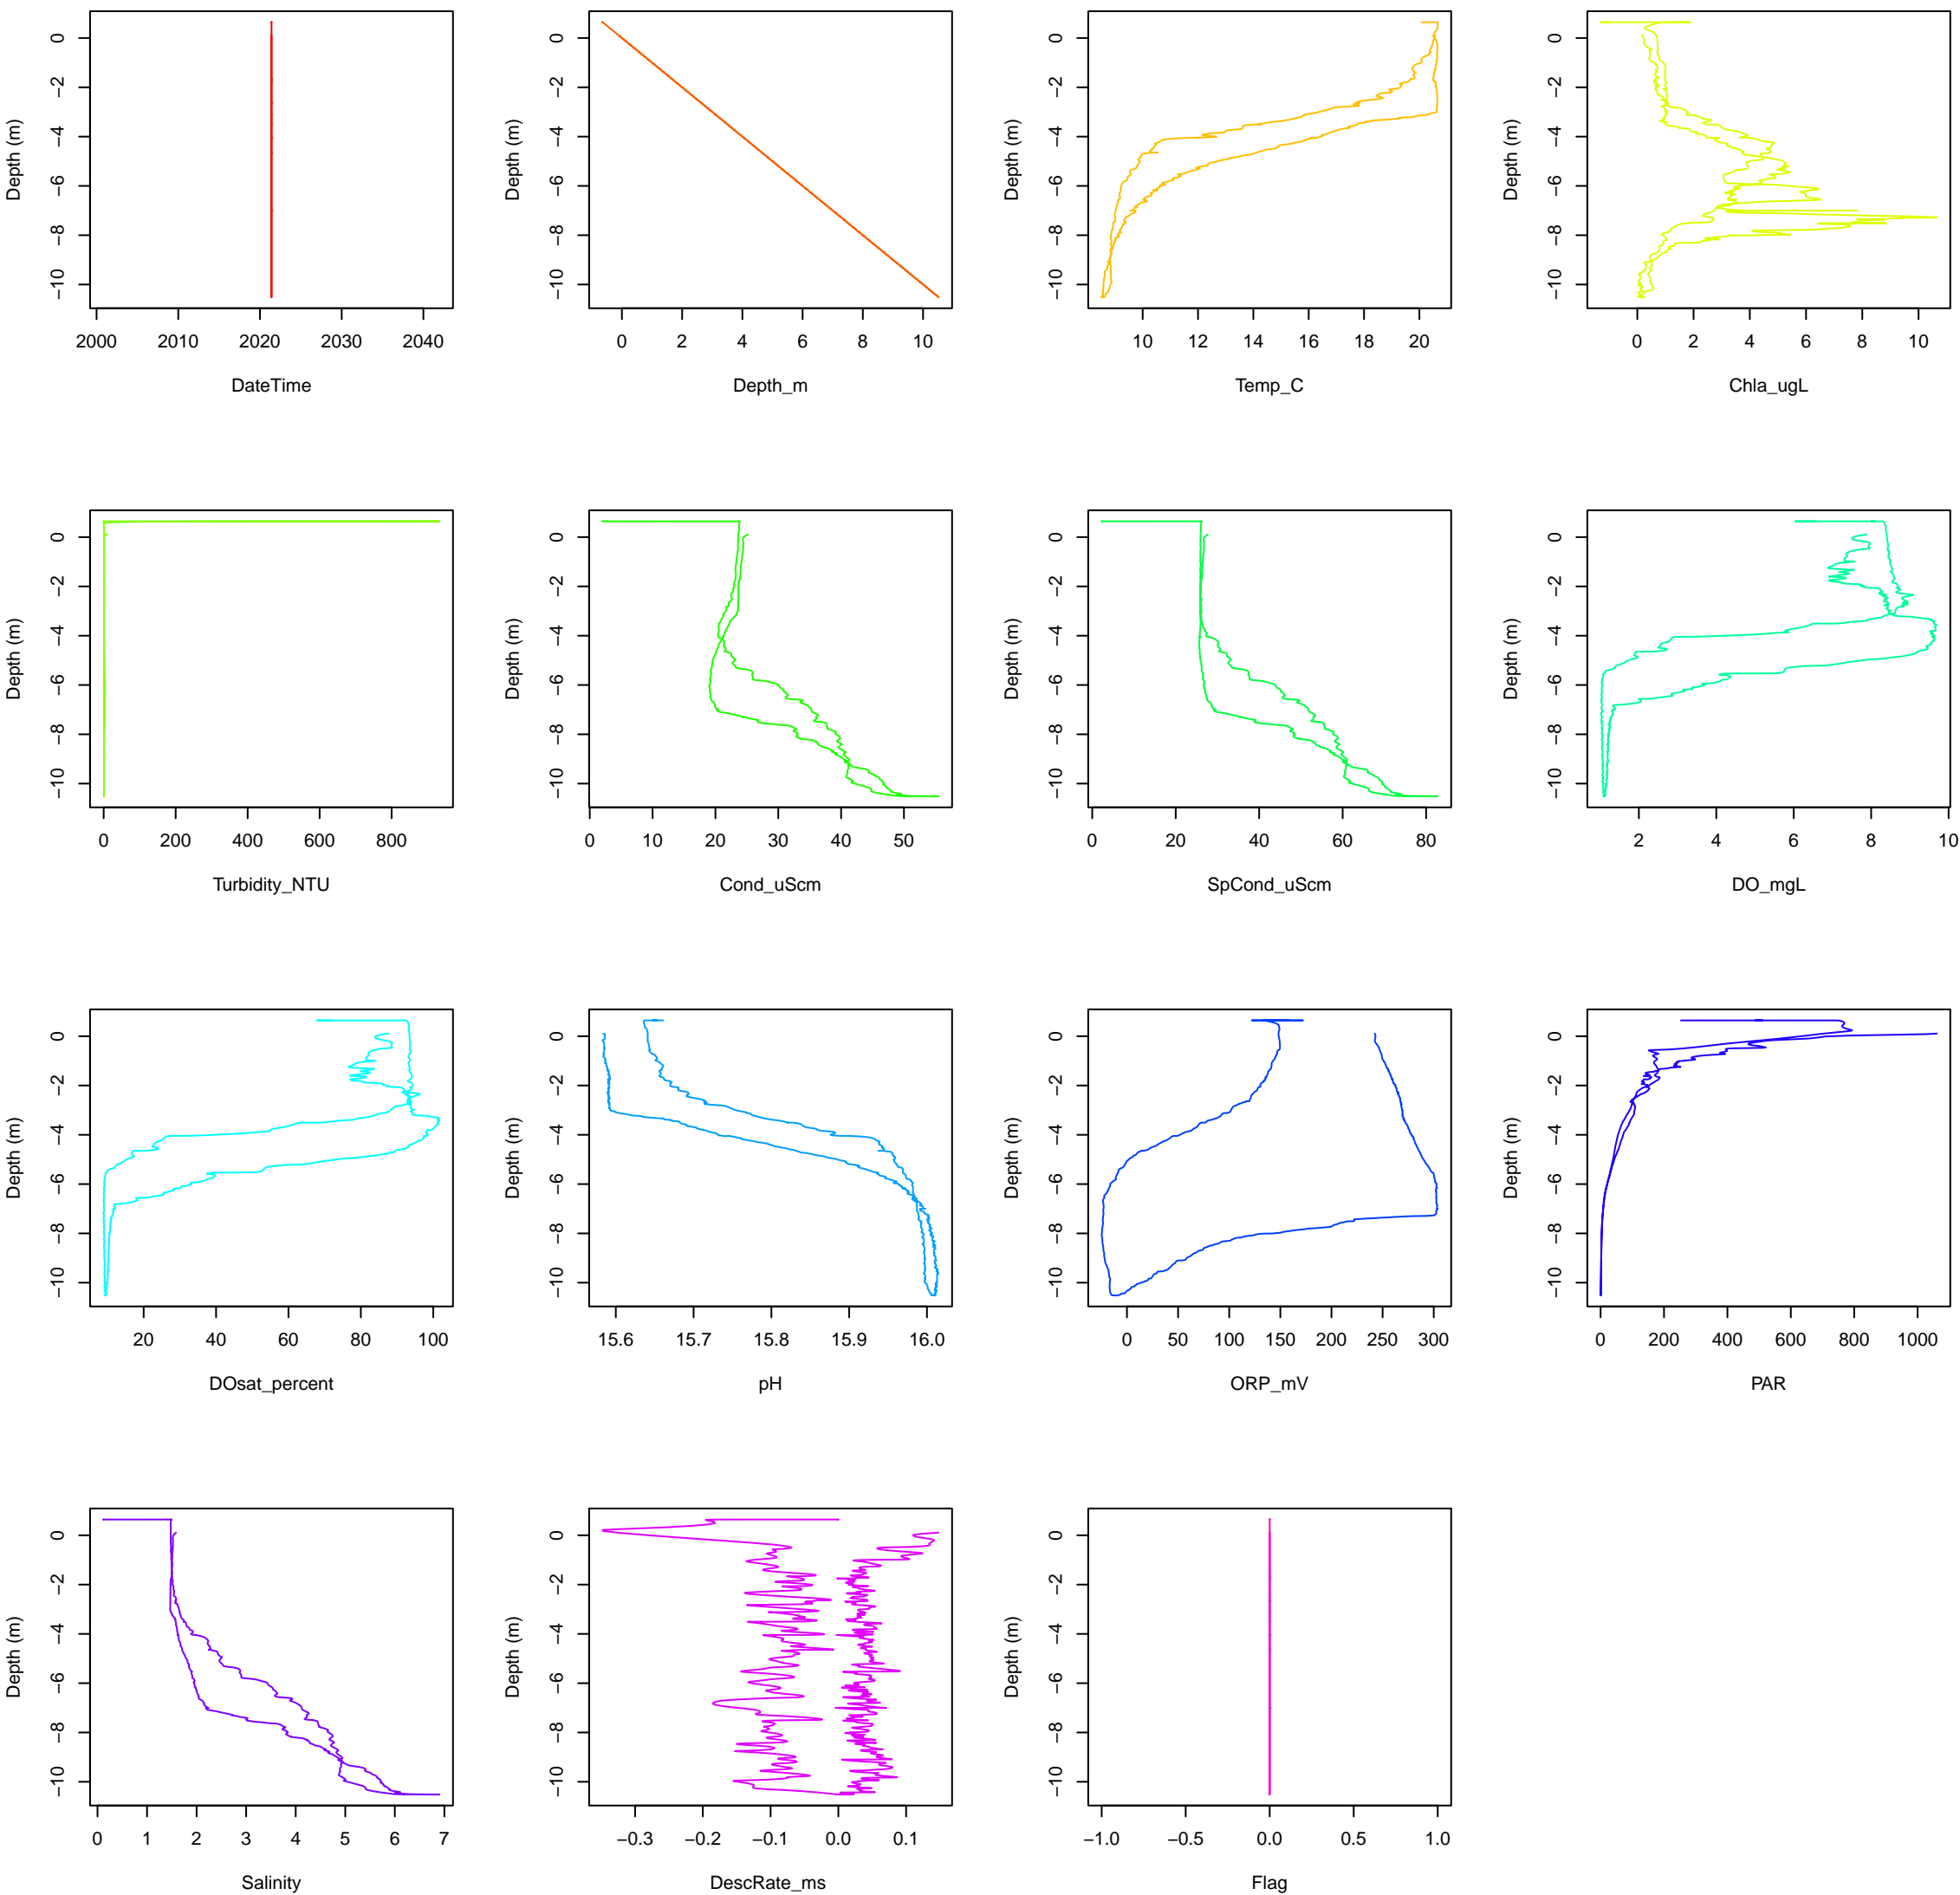 Depth (m)
0
−2
−4
−6
−8
−10
2000 2010 2020 2030 2040
DateTime
Depth (m)
0
−2
−4
−6
−8
−10
0 2 4 6 8 10
Depth_m
Depth (m)
0
−2
−4
−6
−8
−10
10 12 14 16 18 20
Temp_C
Depth (m)
0
−2
−4
−6
−8
−10
0 2 4 6 8 10
Chla_ugL
Depth (m)
0
−2
−4
−6
−8
−10
0 200 400 600 800
Turbidity_NTU
Depth (m)
0
−2
−4
−6
−8
−10
0 10 20 30 40 50
Cond_uScm
Depth (m)
0
−2
−4
−6
−8
−10
0 20 40 60 80
SpCond_uScm
Depth (m)
0
−2
−4
−6
−8
−10
2 4 6 8 10
DO_mgL
Depth (m)
0
−2
−4
−6
−8
−10
20 40 60 80 100
DOsat_percent
Depth (m)
0
−2
−4
−6
−8
−10
15.6 15.7 15.8 15.9 16.0
pH
Depth (m)
0
−2
−4
−6
−8
−10
0 50 100 150 200 250 300
ORP_mV
Depth (m)
0
−2
−4
−6
−8
−10
0 200 400 600 800 1000
PAR
Depth (m)
0
−2
−4
−6
−8
−10
0 1 2 3 4 5 6 7
Salinity
Depth (m)
0
−2
−4
−6
−8
−10
−0.3 −0.2 −0.1 0.0 0.1
DescRate_ms
Depth (m)
0
−2
−4
−6
−8
−10
−1.0 −0.5 0.0 0.5 1.0
Flag